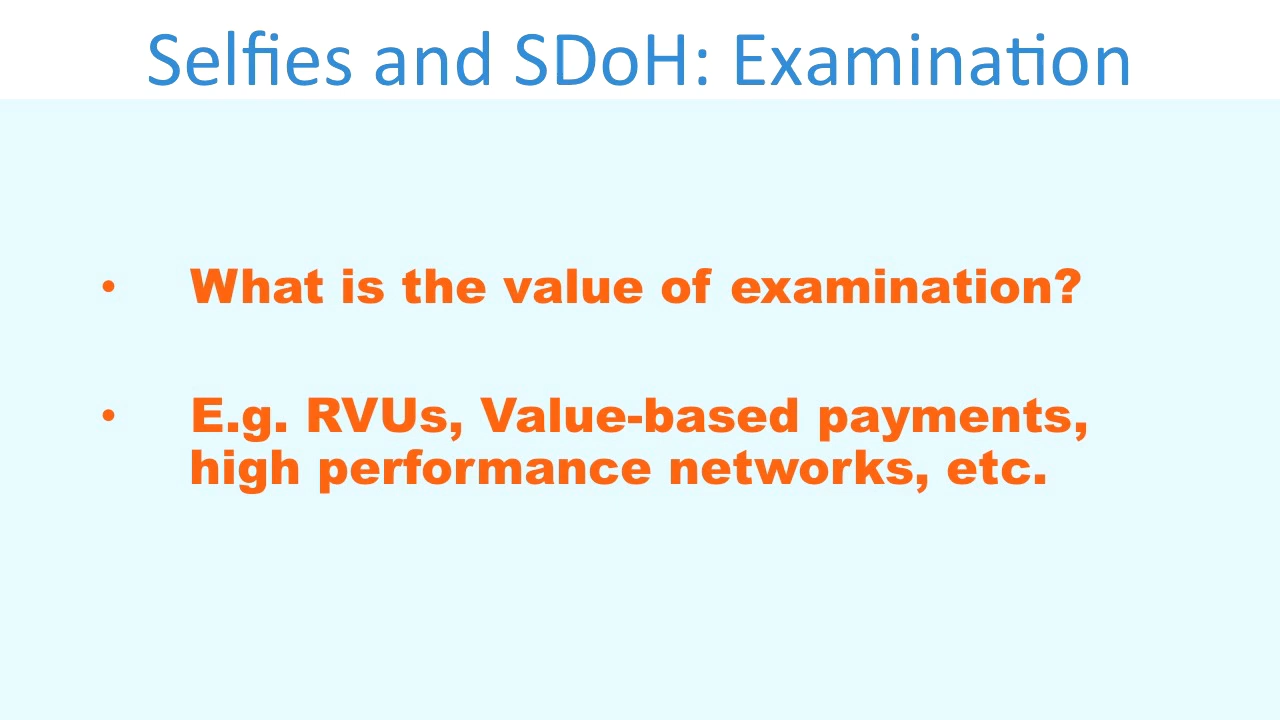 Selfies and SDoH: Examination
• What is the value of examination?
• E.g. RVUs, Value-based payments,
high performance networks, etc.